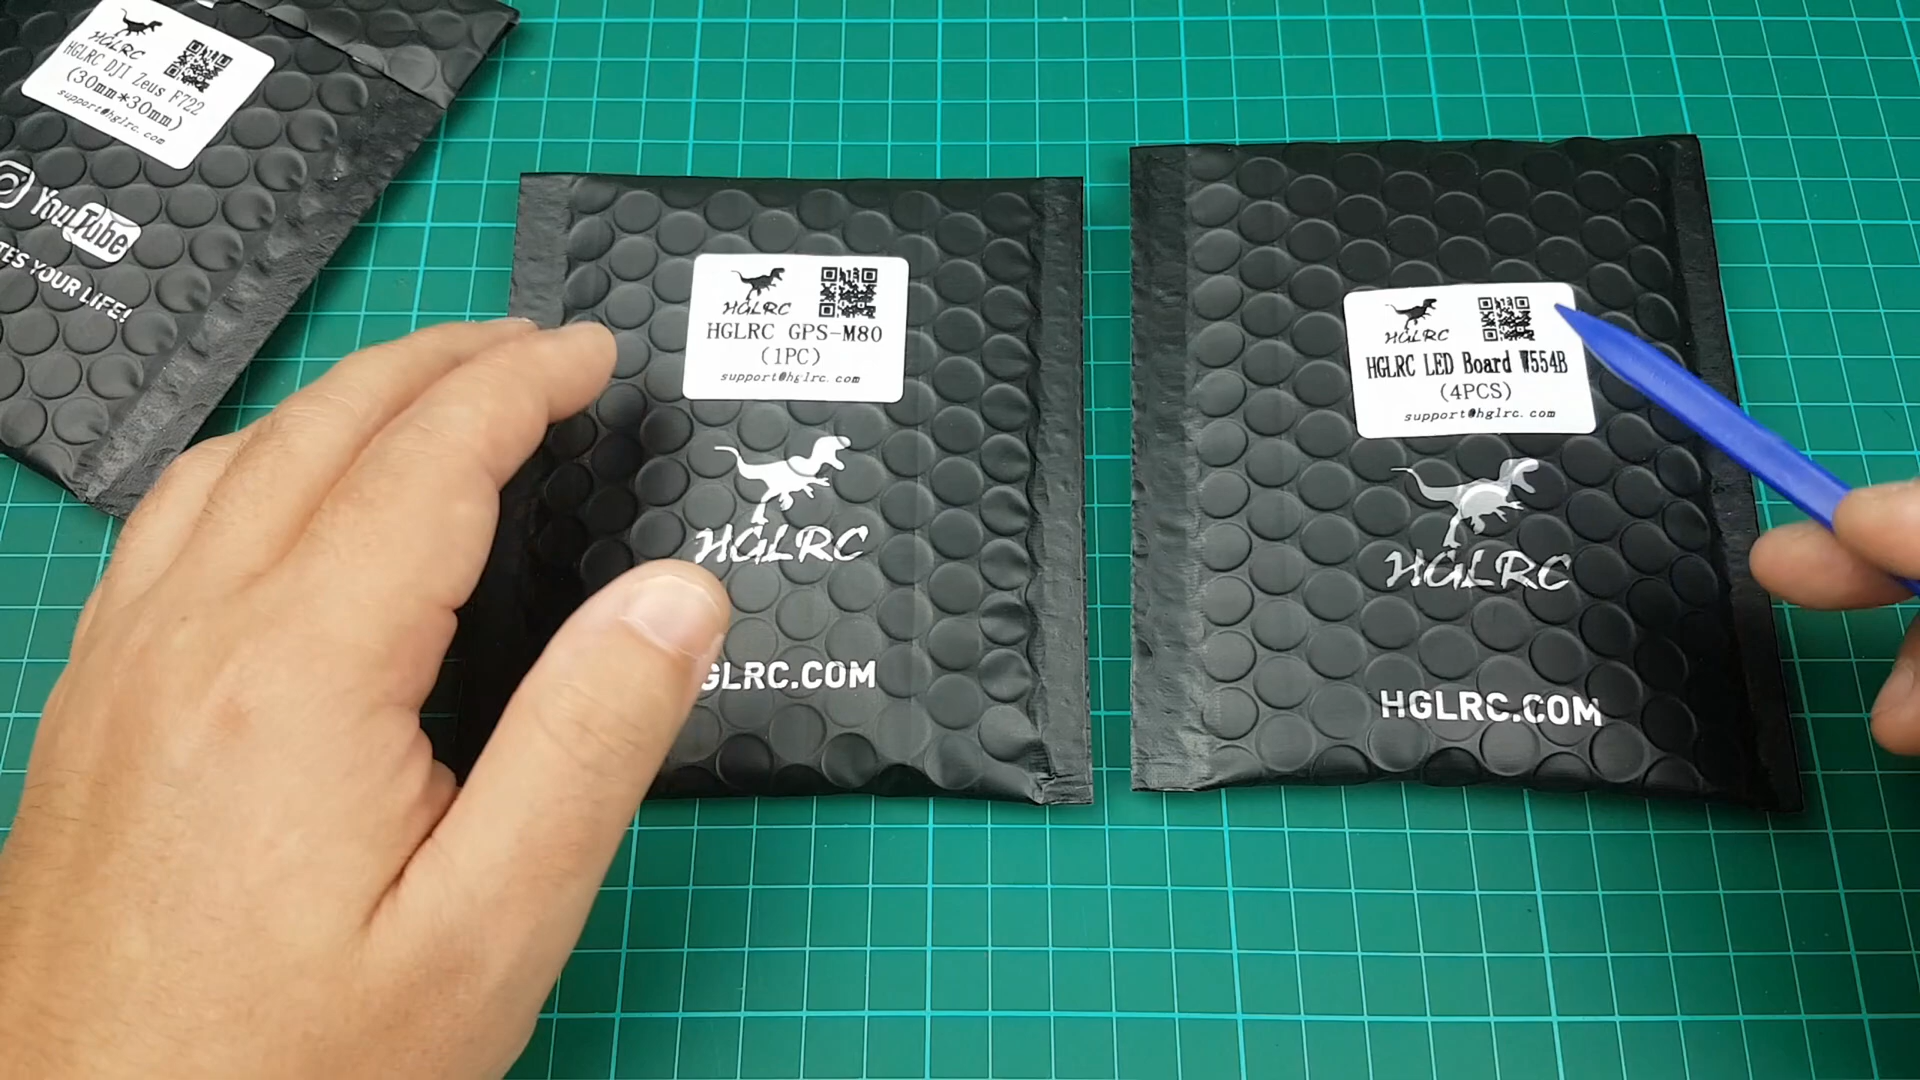 HGLRC
HGLRC DJI Zeus F722
(30mm*30mm)
support@hglrc.com
YouTube
TES YOUR LIFE!
HGLRC
HGLRC GPS-M80
(1PC)
support@hglrc.com
HGLRC
GLRC.COM
HGLRC
HGLRC LED Board W554B
(4PCS)
support@hglrc.com
HGLRC
HGLRC.COM